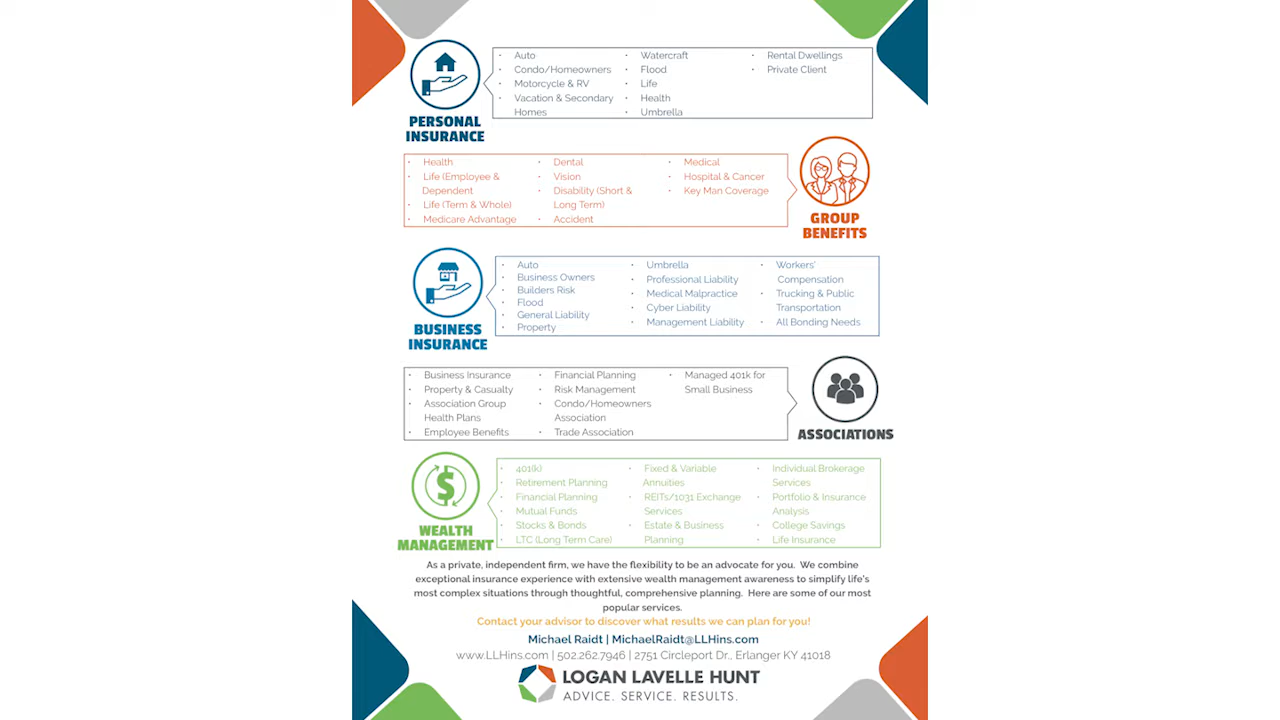 Auto
Condo/Homeowners
Motorcycle & RV
Vacation & Secondary
Homes
Watercraft
Flood
Life
Health
Umbrella
Rental Dwellings
Private Client
PERSONAL
INSURANCE
Health
Life (Employee &
Dependent
Life (Term & Whole)
Medicare Advantage
Dental
Vision
Disability (Short &
Long Term)
Accident
Medical
Hospital & Cancer
Key Man Coverage
GROUP
BENEFITS
Auto
Business Owners
Builders Risk
Flood
General Liability
Property
Umbrella
Professional Liability
Medical Malpractice
Cyber Liability
Management Liability
Workers'
Compensation
Trucking & Public
Transportation
All Bonding Needs
BUSINESS
INSURANCE
Business Insurance
Property & Casualty
Association Group
Health Plans
Employee Benefits
Financial Planning
Risk Management
Condo/Homeowners
Association
Trade Association
Managed 401k for
Small Business
ASSOCIATIONS
$
401(k)
Retirement Planning
Financial Planning
Mutual Funds
Stocks & Bonds
LTC (Long Term Care)
Fixed & Variable
Annuities
REITs/1031 Exchange
Services
Estate & Business
Planning
Individual Brokerage
Services
Portfolio & Insurance
Analysis
College Savings
Life Insurance
WEALTH
MANAGEMENT
As a private, independent firm, we have the flexibility to be an advocate for you. We combine
exceptional insurance experience with extensive wealth management awareness to simplify life's
most complex situations through thoughtful, comprehensive planning. Here are some of our most
popular services.
Contact your advisor to discover what results we can plan for you!
Michael Raidt | MichaelRaidt@LLHins.com
www.LLHins.com | 502.262.7946 | 2751 Circleport Dr., Erlanger KY 41018
LOGAN LAVELLE HUNT
ADVICE. SERVICE. RESULTS.